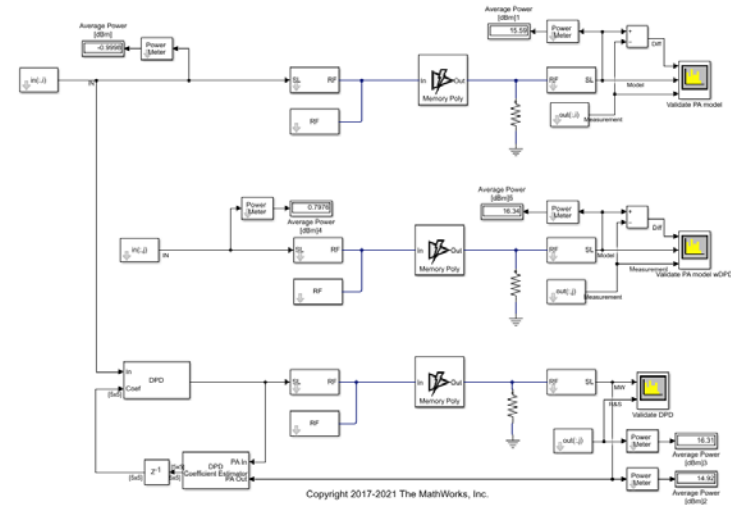 Average Power
[dBm]
-0.9996
Power
Meter
in(:,i)
IN
SL RF
RF
In Out
Memory Poly
RF SL
Average Power
[dBm]1
15.59
Power
Meter
+
-
Diff
Model
out(:,i)
Measurement
Validate PA model
in(:,j)
IN
Power
Meter
0.7976
Average Power
[dBm]4
SL RF
RF
In Out
Memory Poly
RF SL
Average Power
[dBm]5
16.34
Power
Meter
+
-
Diff
Model
out(:,j)
Measurement
Measurement
Validate PA model wDPD
In
Coef
DPD
[5x5]
SL RF
RF
In Out
Memory Poly
RF SL
MW
R&S
Validate DPD
out(:,j)
Power
Meter
16.31
Average Power
[dBm]3
Power
Meter
14.92
Average Power
[dBm]2
Z-1
[5x5]
[5x5]
PA In
DPD
Coefficient Estimator
PA Out
Copyright 2017-2021 The MathWorks, Inc.